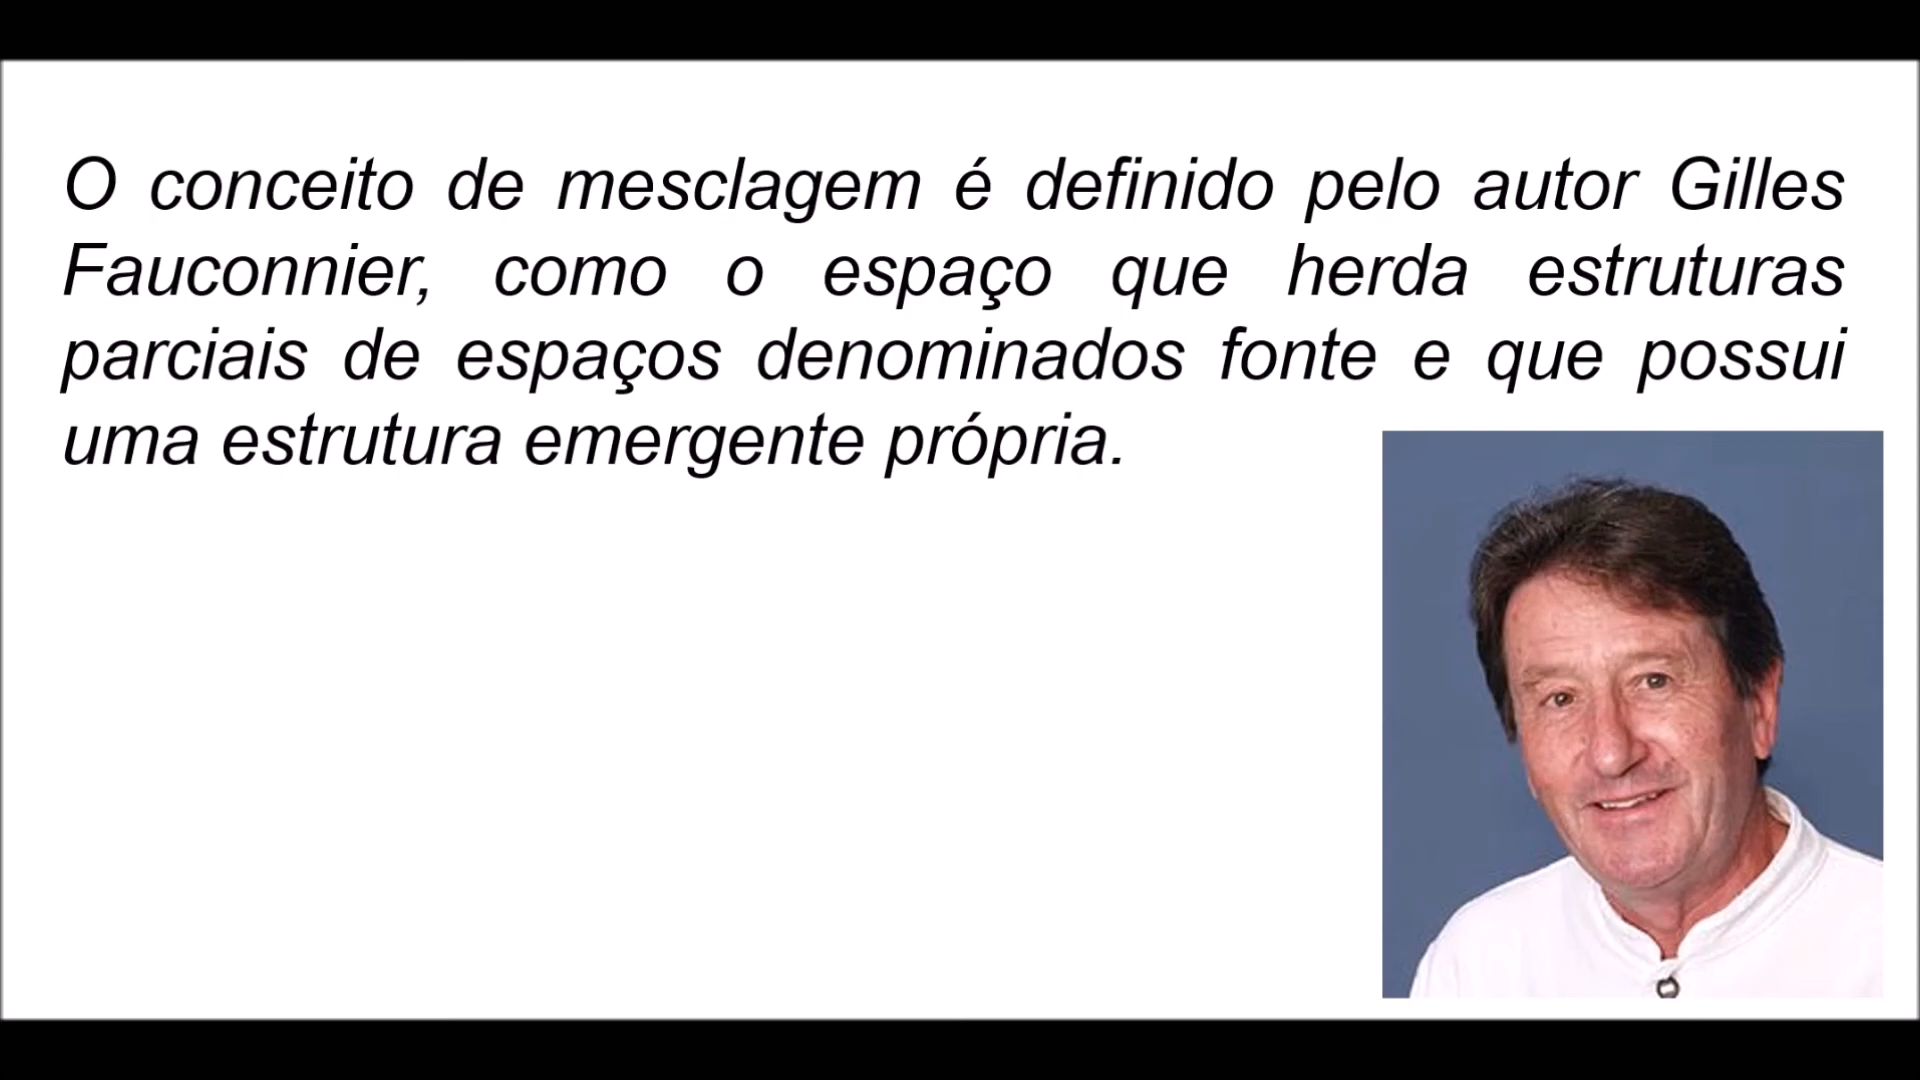 O conceito de mesclagem é definido pelo autor Gilles
Fauconnier, como o espaço que herda estruturas
parciais de espaços denominados fonte e que possui
uma estrutura emergente própria.